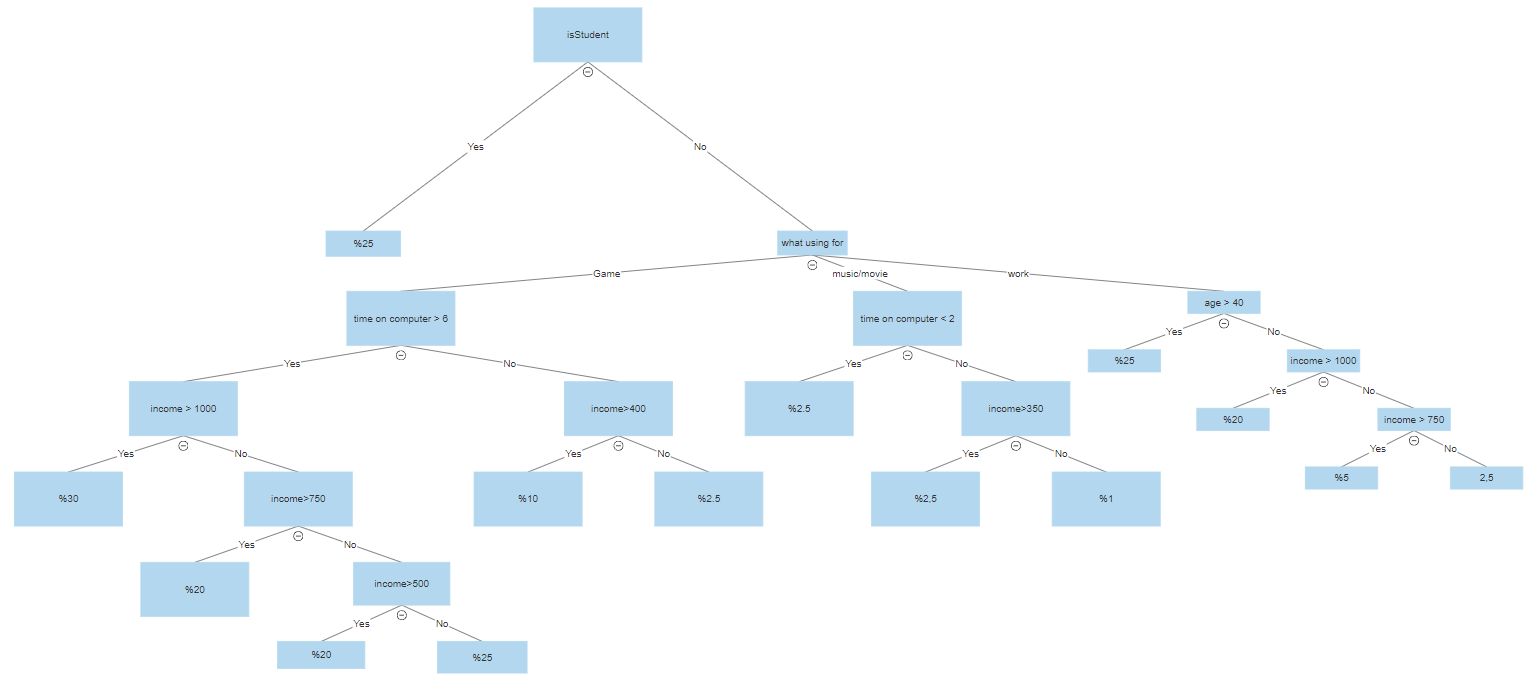 isStudent
Yes
No
%25
what using for
Game
music/movie
work
time on computer > 6
time on computer < 2
age > 40
Yes
No
Yes
No
Yes
No
income > 1000
income>400
%2.5
income>350
%25
income > 1000
Yes
No
Yes
No
Yes
No
Yes
No
%20
income > 750
%30
income>750
%10
%2.5
%2,5
%1
Yes
No
%5
2,5
Yes
No
%20
income>500
Yes
No
%20
%25